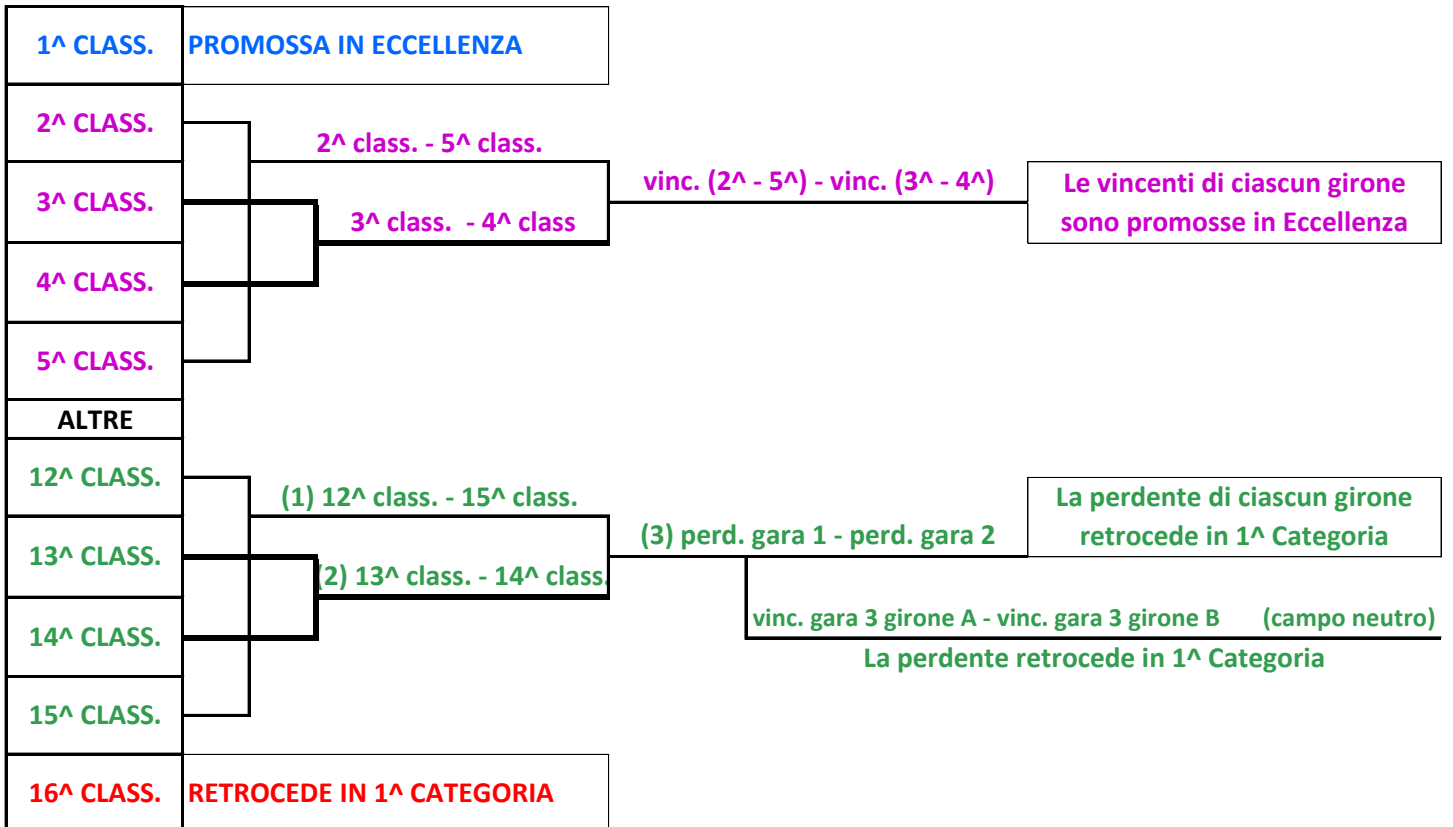 1^ CLASS. PROMOSSA IN ECCELLENZA
2^ CLASS.
2^ class. - 5^ class.
3^ CLASS.
vinc. (2^ - 5^) - vinc. (3^ - 4^)
Le vincenti di ciascun girone
sono promosse in Eccellenza
3^ class.  - 4^ class
4^ CLASS.
5^ CLASS.
ALTRE
12^ CLASS.
(1) 12^ class. - 15^ class.
La perdente di ciascun girone
retrocede in 1^ Categoria
13^ CLASS.
(3) perd. gara 1 - perd. gara 2
(2) 13^ class. - 14^ class.
14^ CLASS.
vinc. gara 3 girone A - vinc. gara 3 girone B (campo neutro)
La perdente retrocede in 1^ Categoria
15^ CLASS.
16^ CLASS. RETROCEDE IN 1^ CATEGORIA